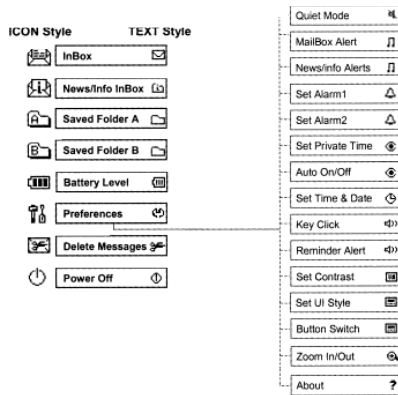 ICON Style
TEXT Style
InBox
News/Info InBox
Saved Folder A
Saved Folder B
Battery Level
Preferences
Delete Messages
Power Off
Quiet Mode
MailBox Alert
News/info Alerts
Set Alarm1
Set Alarm2
Set Private Time
Auto On/Off
Set Time & Date
Key Click
Reminder Alert
Set Contrast
Set UI Style
Button Switch
Zoom In/Out
About ?